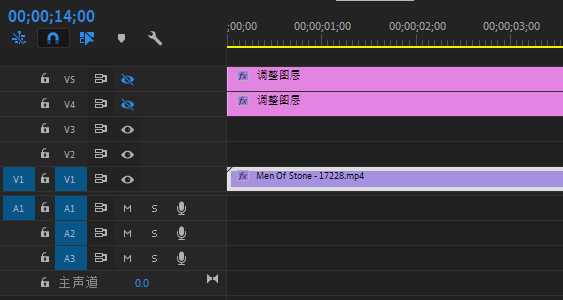 00;00;14;00
;00;00 00;00;01;00 00;00;02;00 00;00;03;00
V5 fx 调整图层
V4 fx 调整图层
V3
V2
V1 V1 fx Men Of Stone - 17228.mp4
A1 A1 M S
A2 M S
A3 M S
主声道 0.0